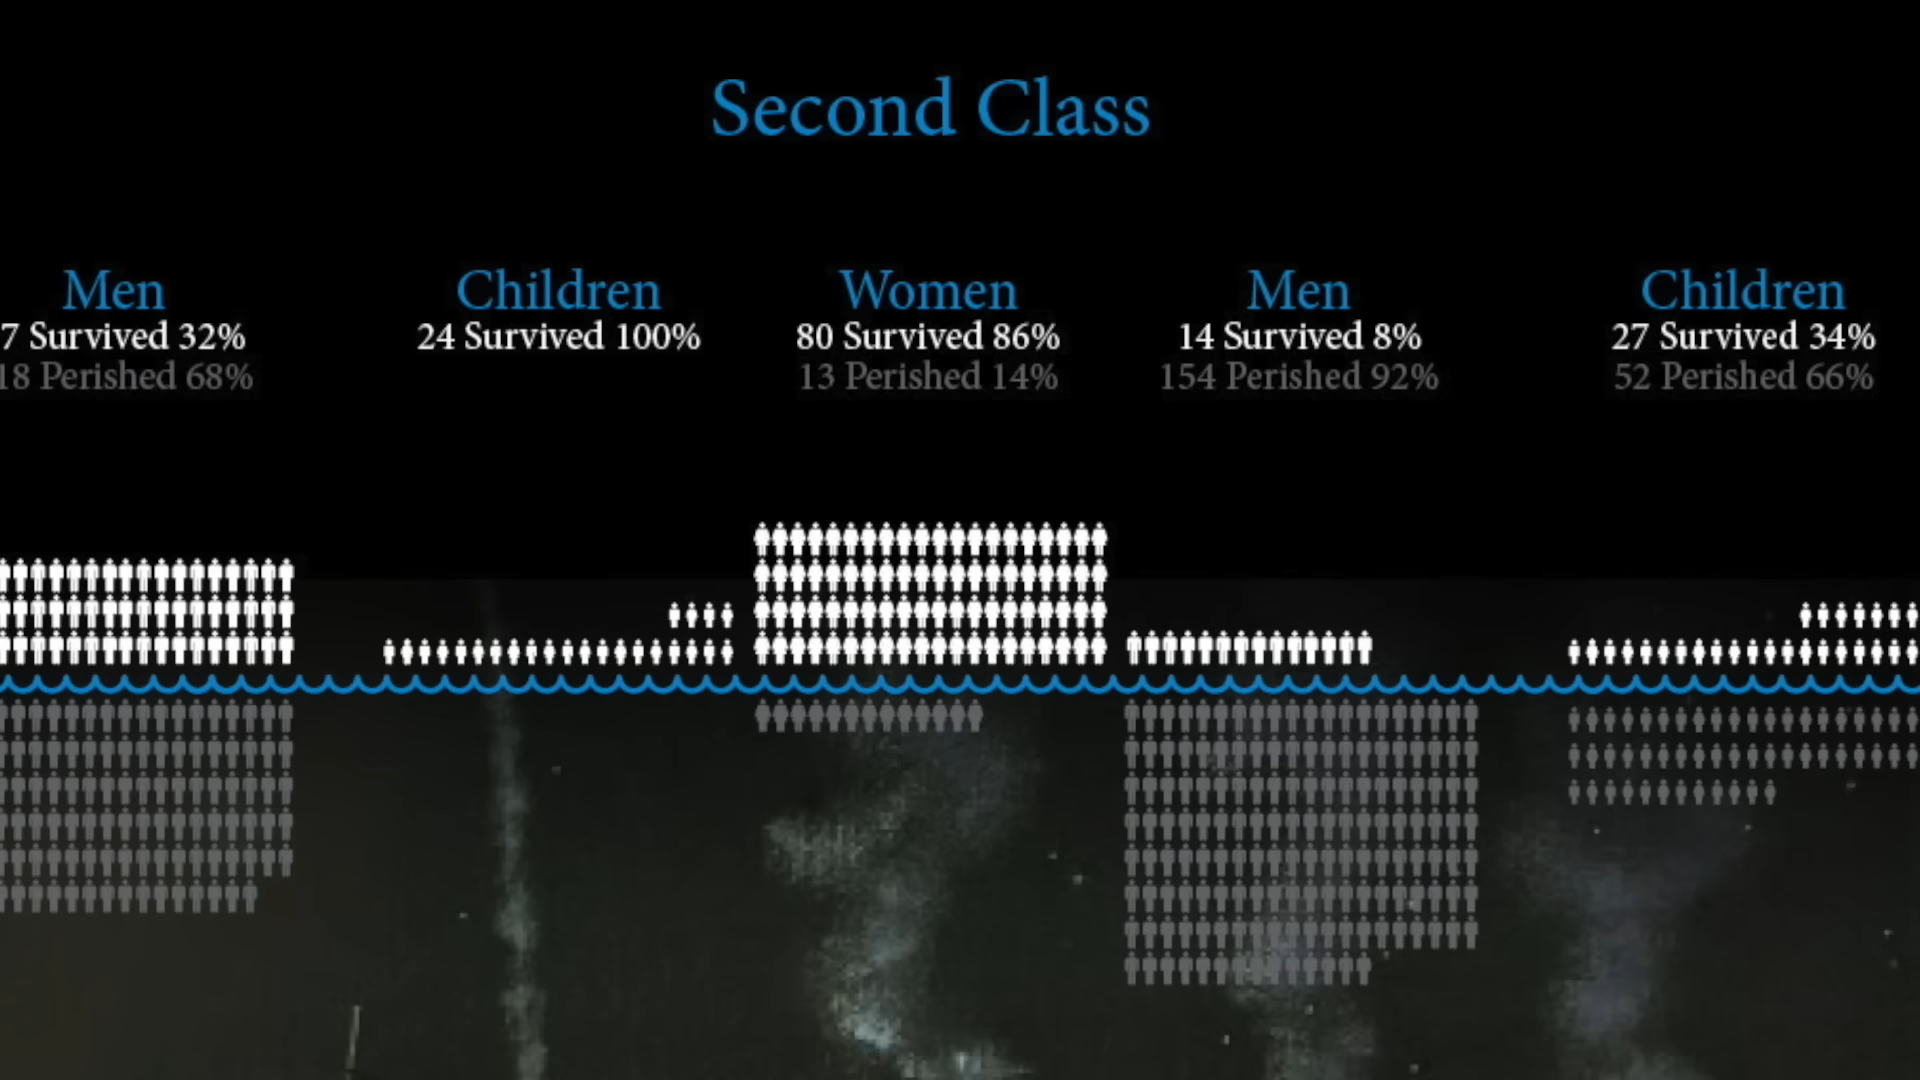 Second Class
Men
7 Survived 32%
18 Perished 68%
Children
24 Survived 100%
Women
80 Survived 86%
13 Perished 14%
Men
14 Survived 8%
154 Perished 92%
Children
27 Survived 34%
52 Perished 66%